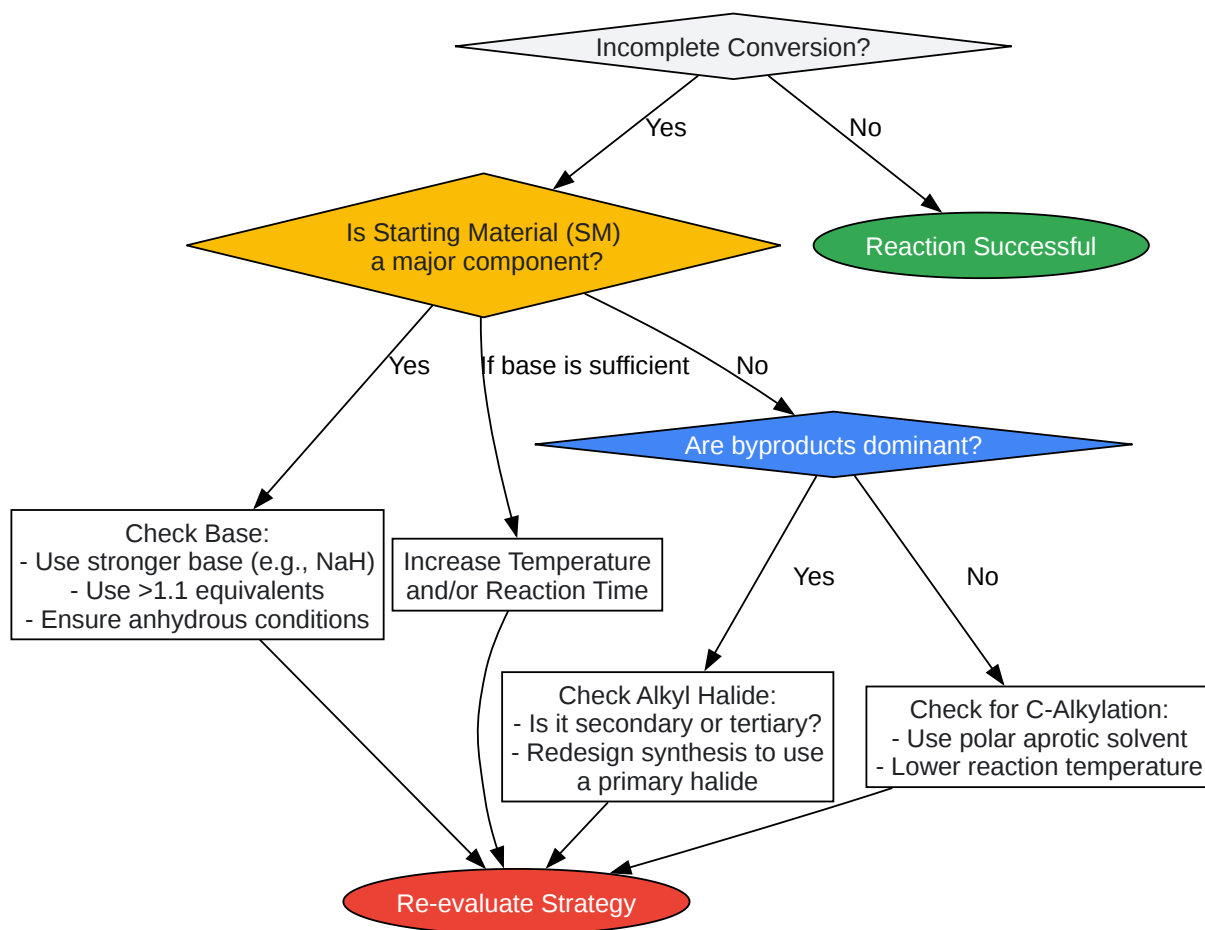 Incomplete Conversion?
Yes
No
Is Starting Material (SM)
a major component?
Reaction Successful
Yes
If base is sufficient
No
Are byproducts dominant?
Check Base:
- Use stronger base (e.g., NaH)
- Use >1.1 equivalents
- Ensure anhydrous conditions
Increase Temperature
and/or Reaction Time
Yes
No
Check Alkyl Halide:
- Is it secondary or tertiary?
- Redesign synthesis to use
a primary halide
Check for C-Alkylation:
- Use polar aprotic solvent
- Lower reaction temperature
Re-evaluate Strategy